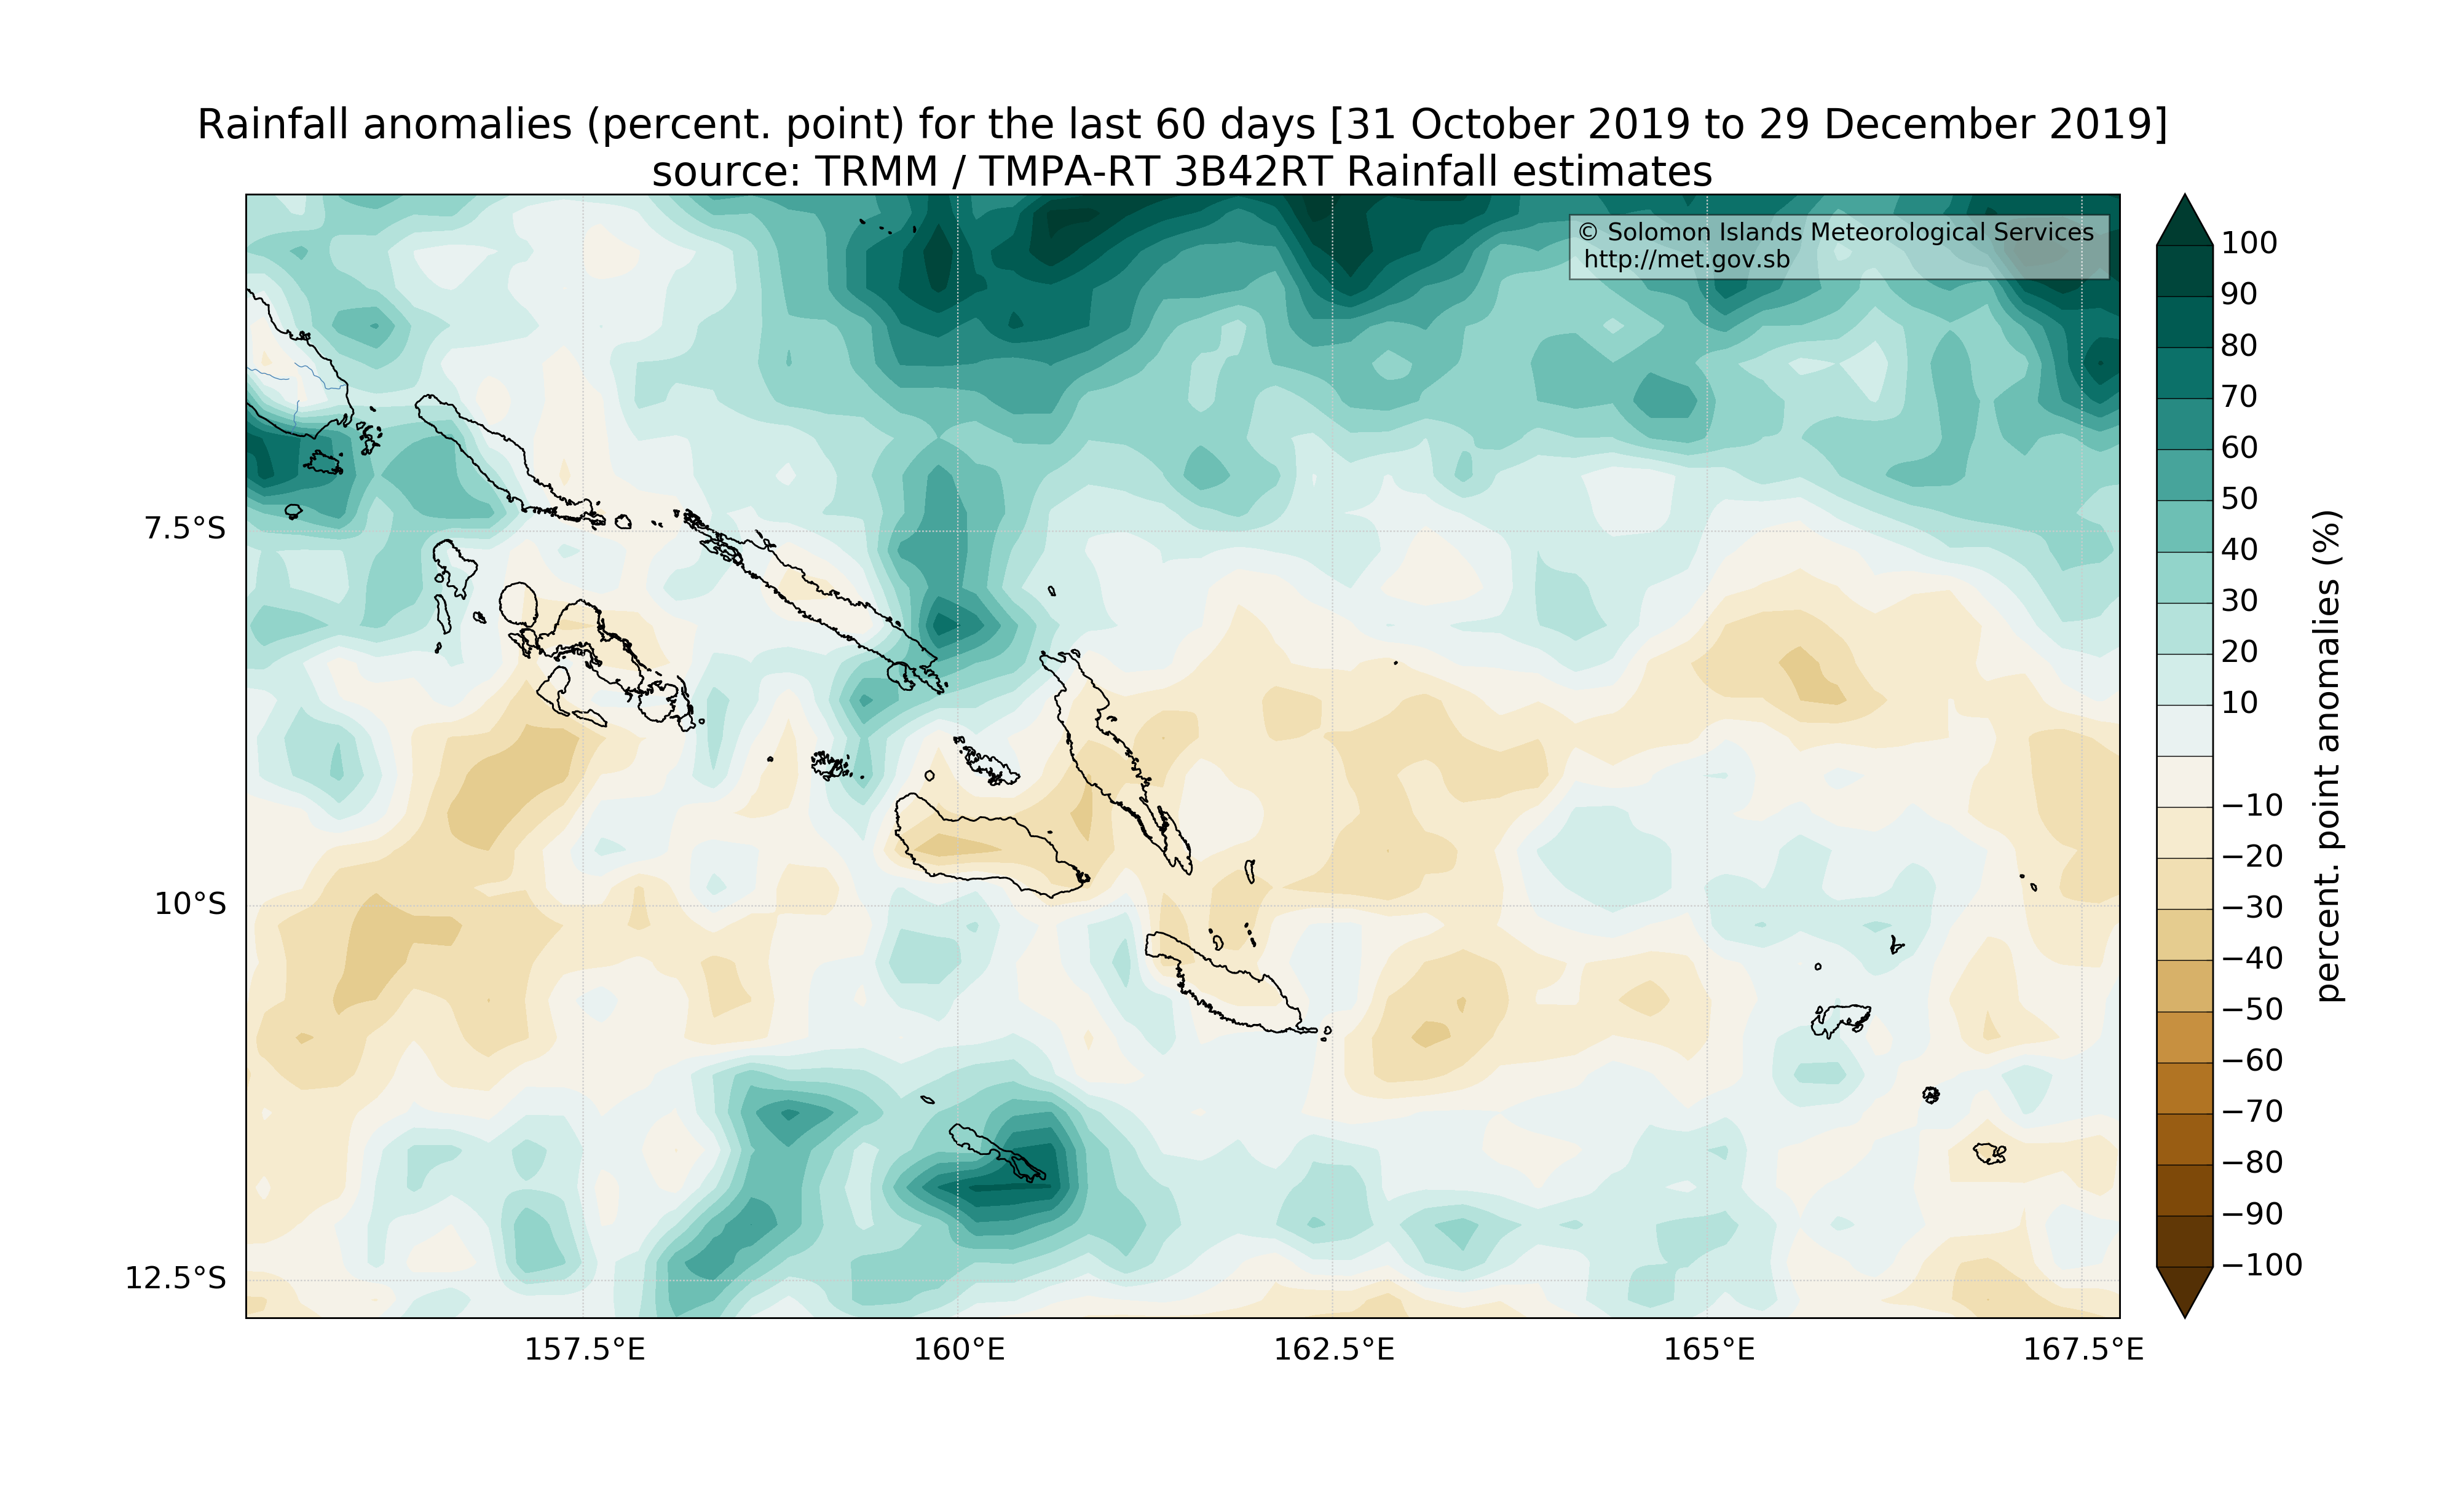 Rainfall anomalies (percent. point) for the last 60 days [31 October 2019 to 29 December 2019]
source: TRMM / TMPA-RT 3B42RT Rainfall estimates
© Solomon Islands Meteorological Services
http://met.gov.sb
7.5°S
10°S
12.5°S
157.5°E
160°E
162.5°E
165°E
167.5°E
100
90
80
70
60
50
40
30
20
10
−10
−20
−30
−40
−50
−60
−70
−80
−90
−100
percent. point anomalies (%)